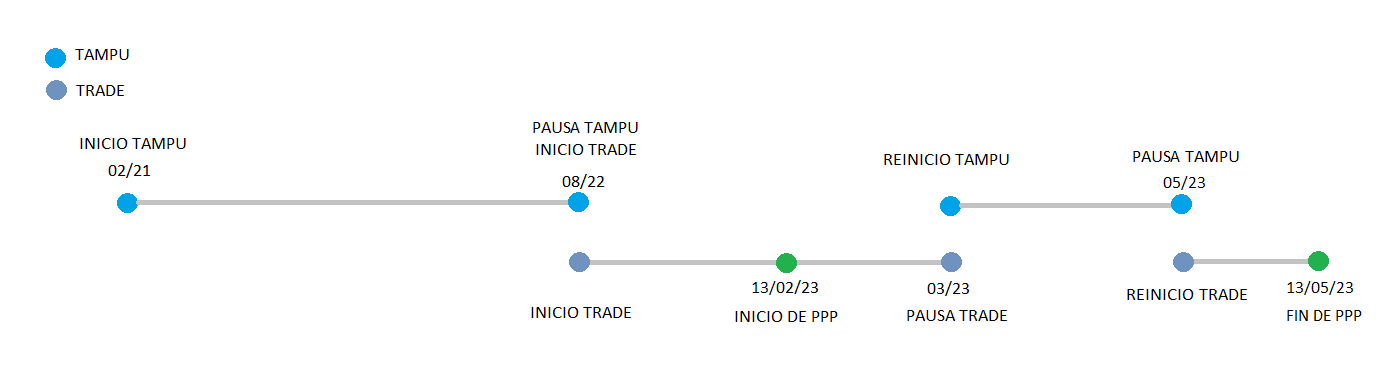 TAMPU
TRADE
INICIO TAMPU
02/21
PAUSA TAMPU
INICIO TRADE
08/22
REINICIO TAMPU
PAUSA TAMPU
05/23
INICIO TRADE
13/02/23
INICIO DE PPP
03/23
PAUSA TRADE
REINICIO TRADE
13/05/23
FIN DE PPP